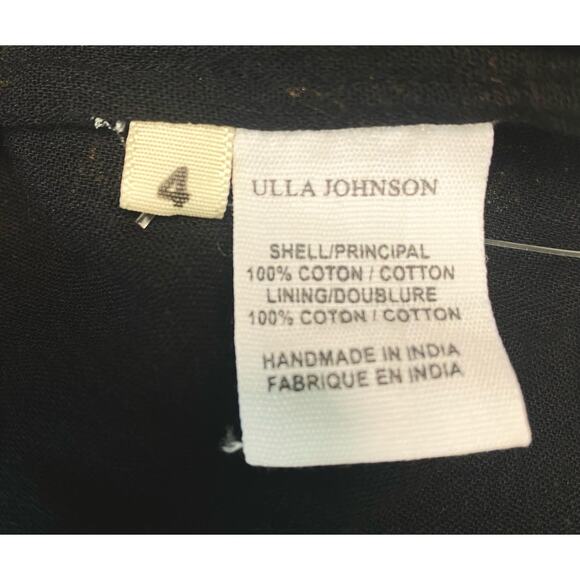 4
ULLA JOHNSON
SHELL/PRINCIPAL
100% COTON / COTTON
LINING/DOUBLURE
100% COTON / COTTON
HANDMADE IN INDIA
FABRIQUE EN INDIA